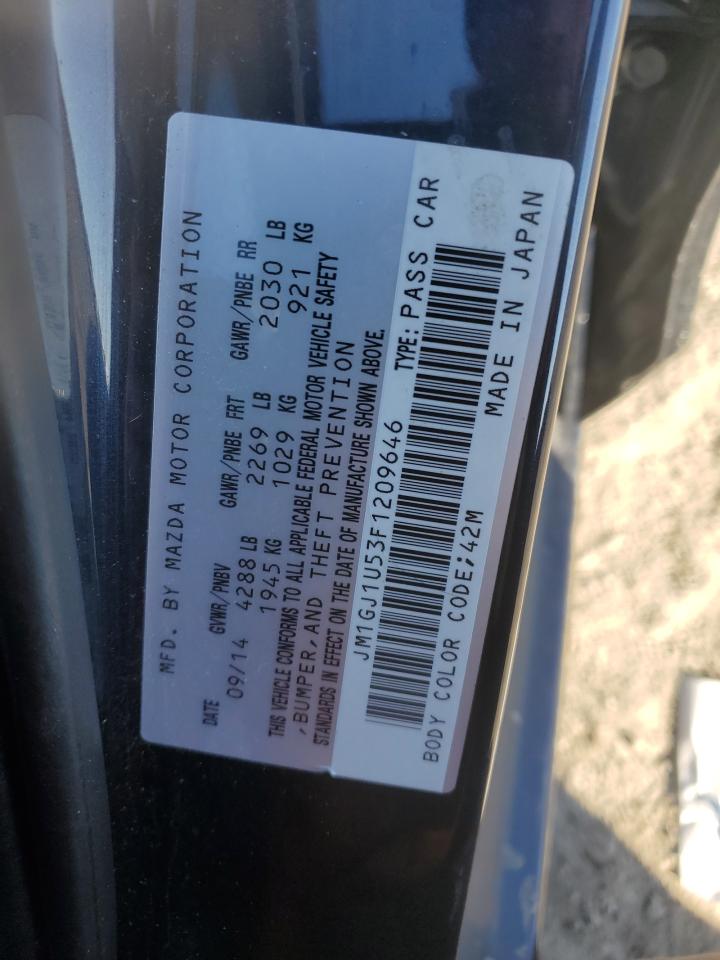 MFD. BY MAZDA MOTOR CORPORATION
DATE GVWR/PNBV GAWR/PNBE FRT GAWR/PNBE RR
09/14 4288 LB 2269 LB 2030 LB
1945 KG 1029 KG 921 KG
THIS VEHICLE CONFORMS TO ALL APPLICABLE FEDERAL MOTOR VEHICLE SAFETY
,BUMPER,AND THEFT PREVENTION
STANDARDS IN EFFECT ON THE DATE OF MANUFACTURE SHOWN ABOVE.
JM1GJ1U53F1209646 TYPE: PASS CAR
BODY COLOR CODE;42M MADE IN JAPAN